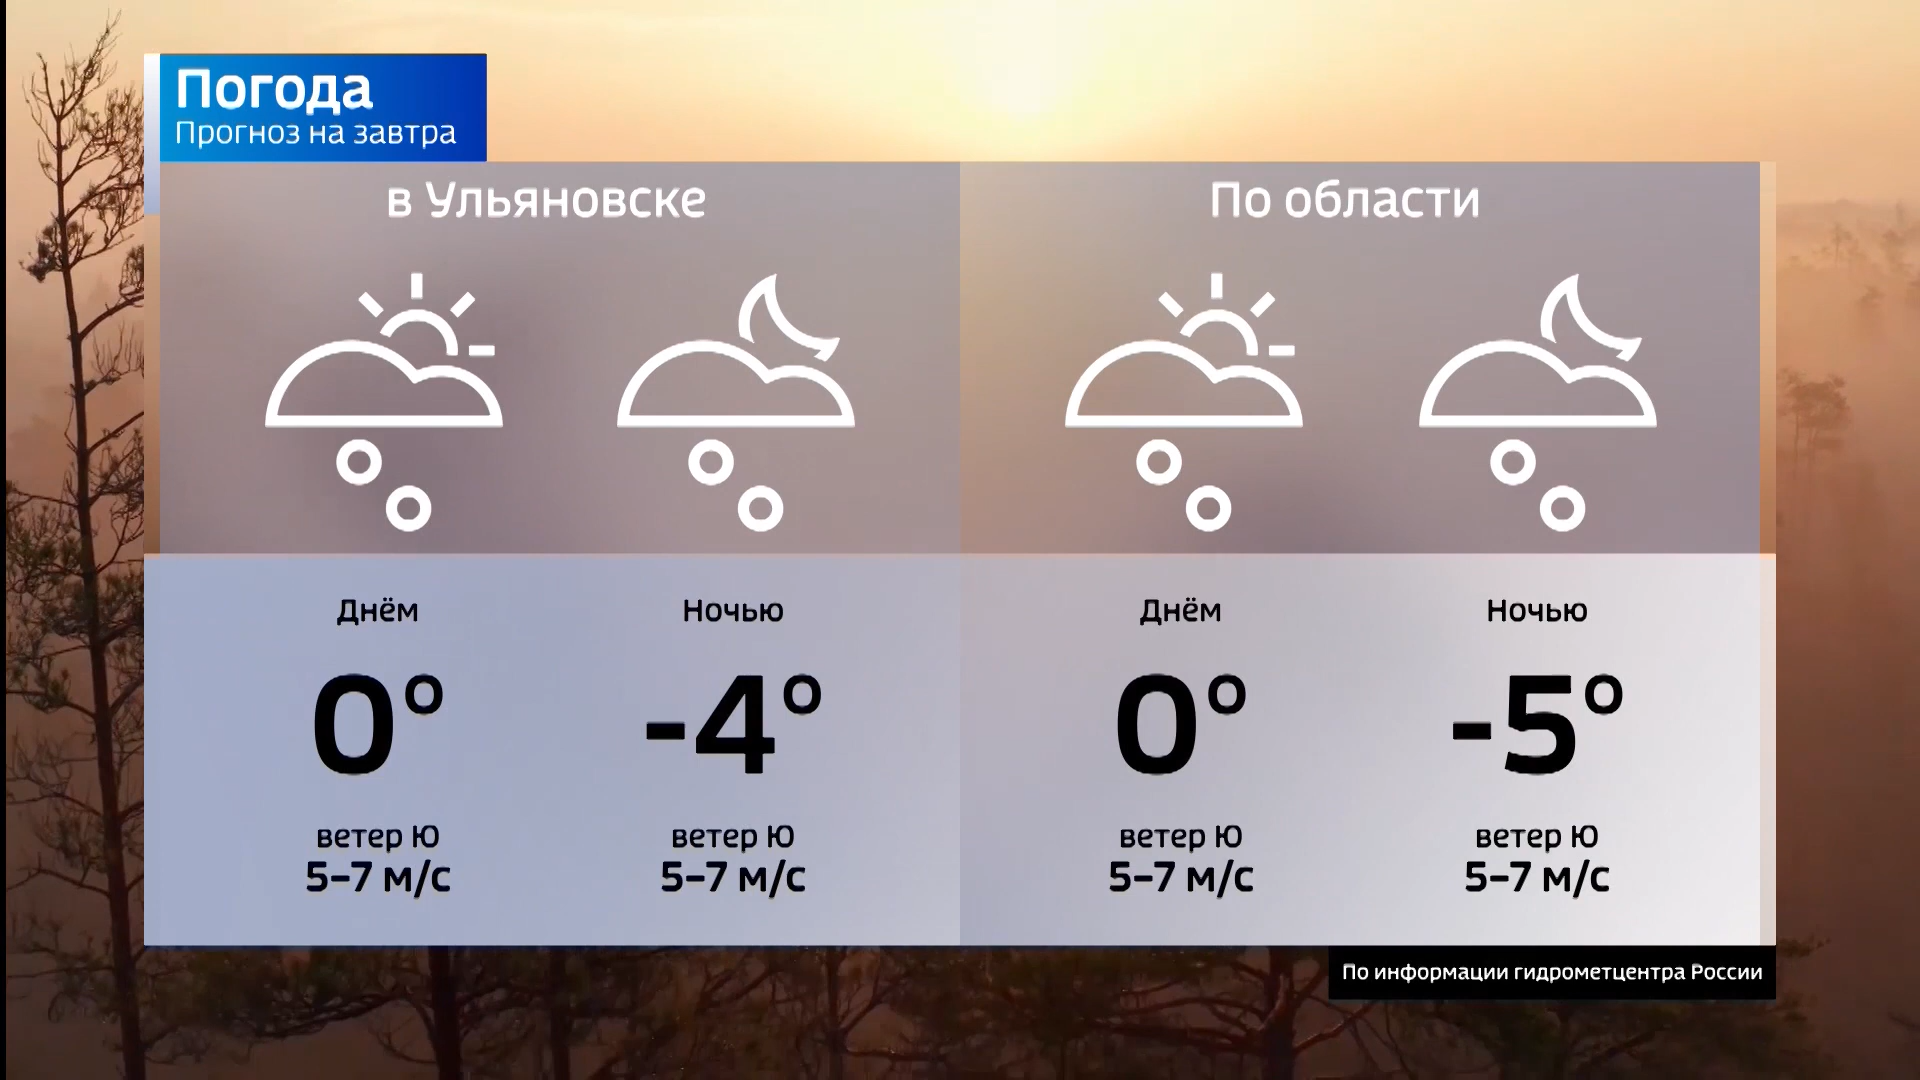 Погода
Прогноз на завтра
в Ульяновске
По области
Днём
Ночью
Днём
Ночью
0°
-4°
0°
-5°
ветер Ю
ветер Ю
ветер Ю
ветер Ю
5-7 м/с
5-7 м/с
5-7 м/с
5-7 м/с
По информации гидрометцентра России